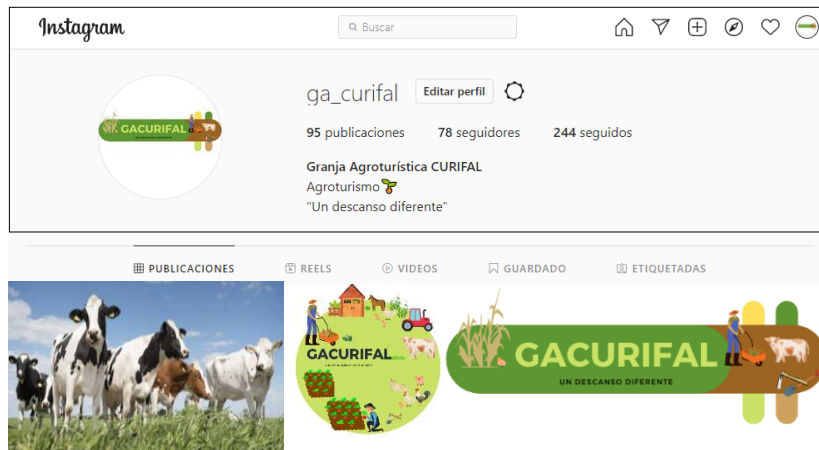 Instagram
Buscar
ga_curifal
Editar perfil
95 publicaciones 78 seguidores 244 seguidos
Granja Agroturística CURIFAL
Agroturismo
"Un descanso diferente"
GACURIFAL
PUBLICACIONES REELS VIDEOS GUARDADO ETIQUETADAS
GACURIFAL
GACURIFAL
UN DESCANSO DIFERENTE